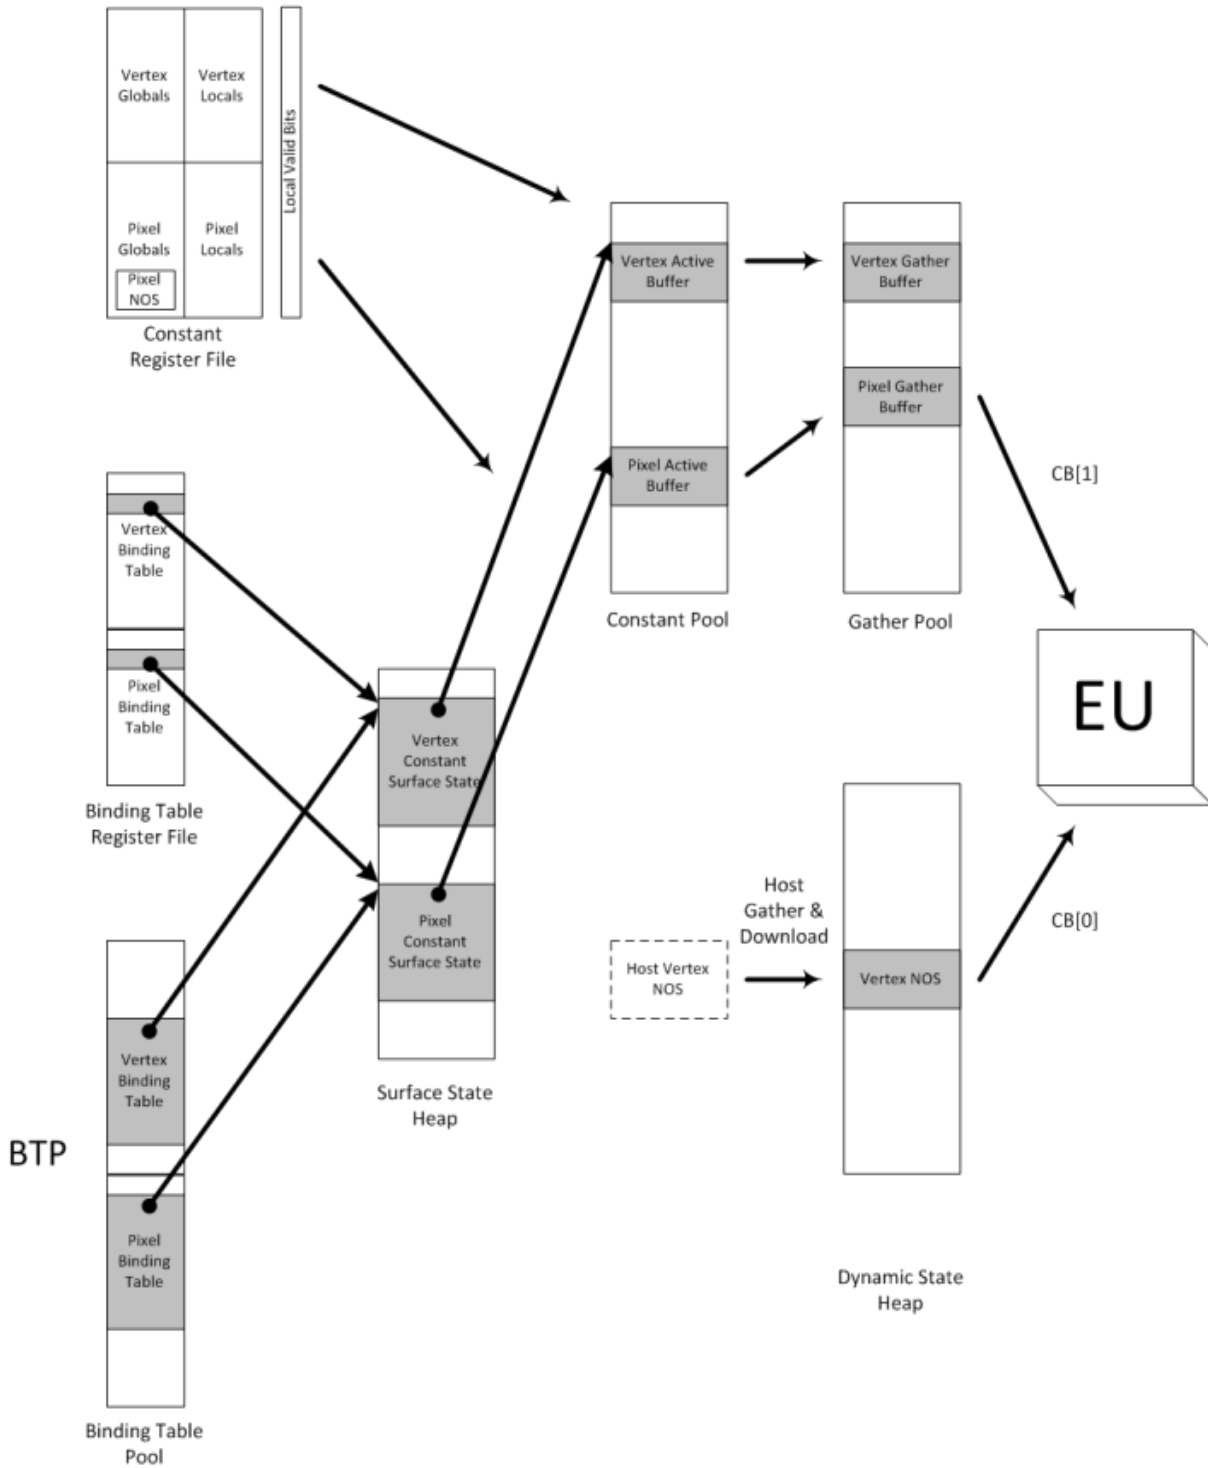 Vertex
Globals
Vertex
Locals
Local Valid Bits
Pixel
Globals
Pixel
Locals
Pixel
NOS
Constant
Register File
Vertex Active
Buffer
Pixel Active
Buffer
Constant Pool
Vertex Gather
Buffer
Pixel Gather
Buffer
Gather Pool
CB[1]
EU
Vertex
Binding
Table
Pixel
Binding
Table
Binding Table
Register File
Vertex
Constant
Surface State
Pixel
Constant
Surface State
Surface State
Heap
Host
Gather &
Download
Host Vertex
NOS
Vertex NOS
CB[0]
Dynamic State
Heap
BTP
Vertex
Binding
Table
Pixel
Binding
Table
Binding Table
Pool